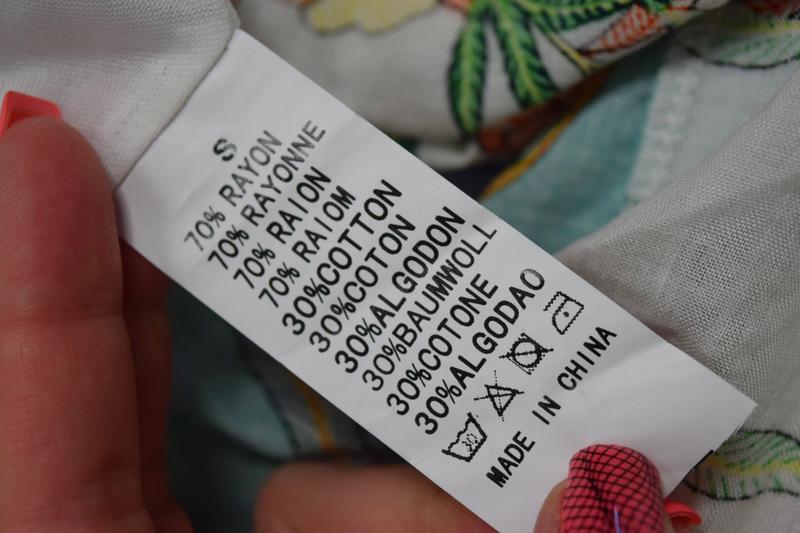 S
70% RAYON
70% RAYONNE
70% RAION
70% RAIOM
30%COTTON
30%COTON
30%ALGODON
30%BAUMWOLL
30%COTONE
30%ALGODAO
MADE IN CHINA